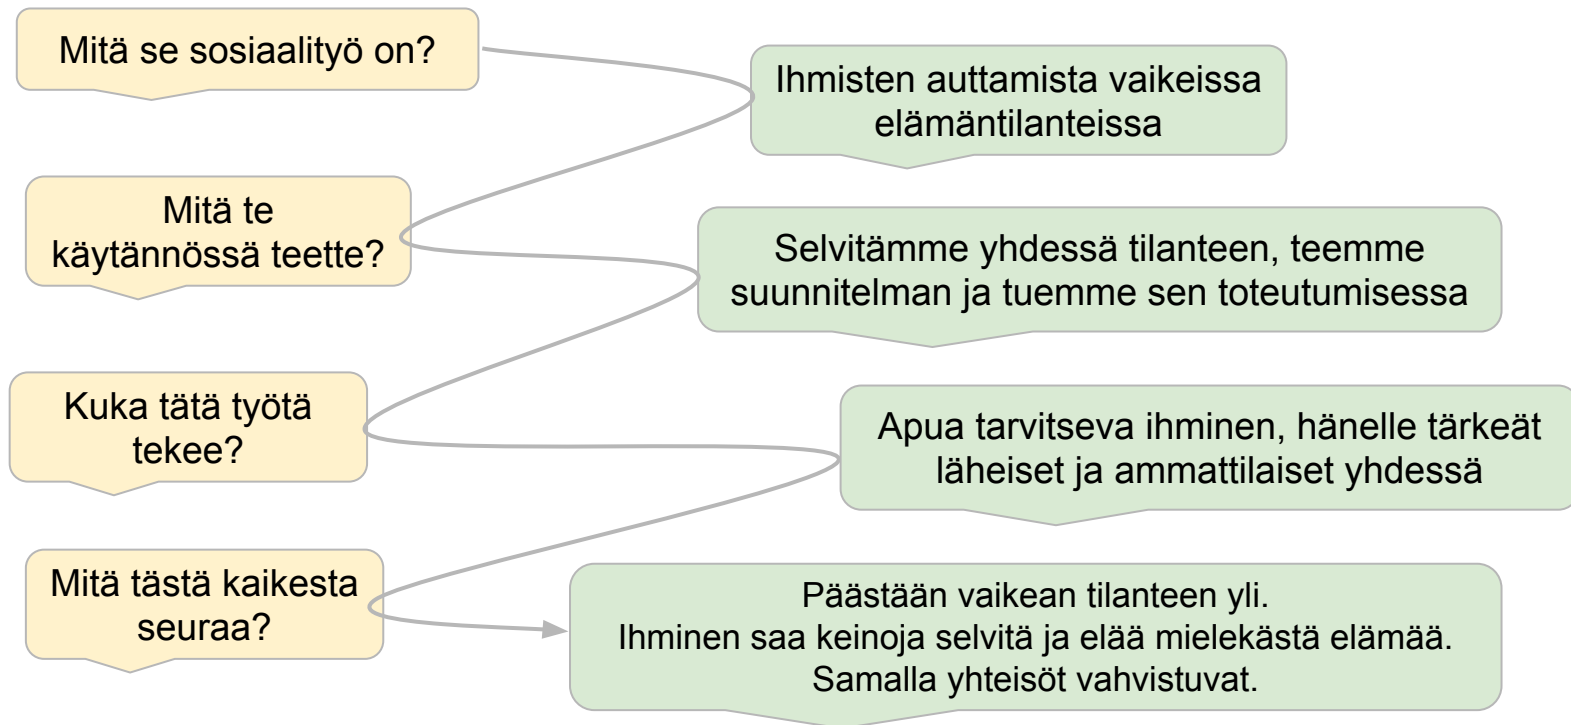 Mitä se sosiaalityö on?
Ihmisten auttamista vaikeissa
elämäntilanteissa
Mitä te
käytännössä teette?
Selvitämme yhdessä tilanteen, teemme
suunnitelman ja tuemme sen toteutumisessa
Kuka tätä työtä
tekee?
Apua tarvitseva ihminen, hänelle tärkeät
läheiset ja ammattilaiset yhdessä
Mitä tästä kaikesta
seuraa?
Päästään vaikean tilanteen yli.
Ihminen saa keinoja selvitä ja elää mielekästä elämää.
Samalla yhteisöt vahvistuvat.